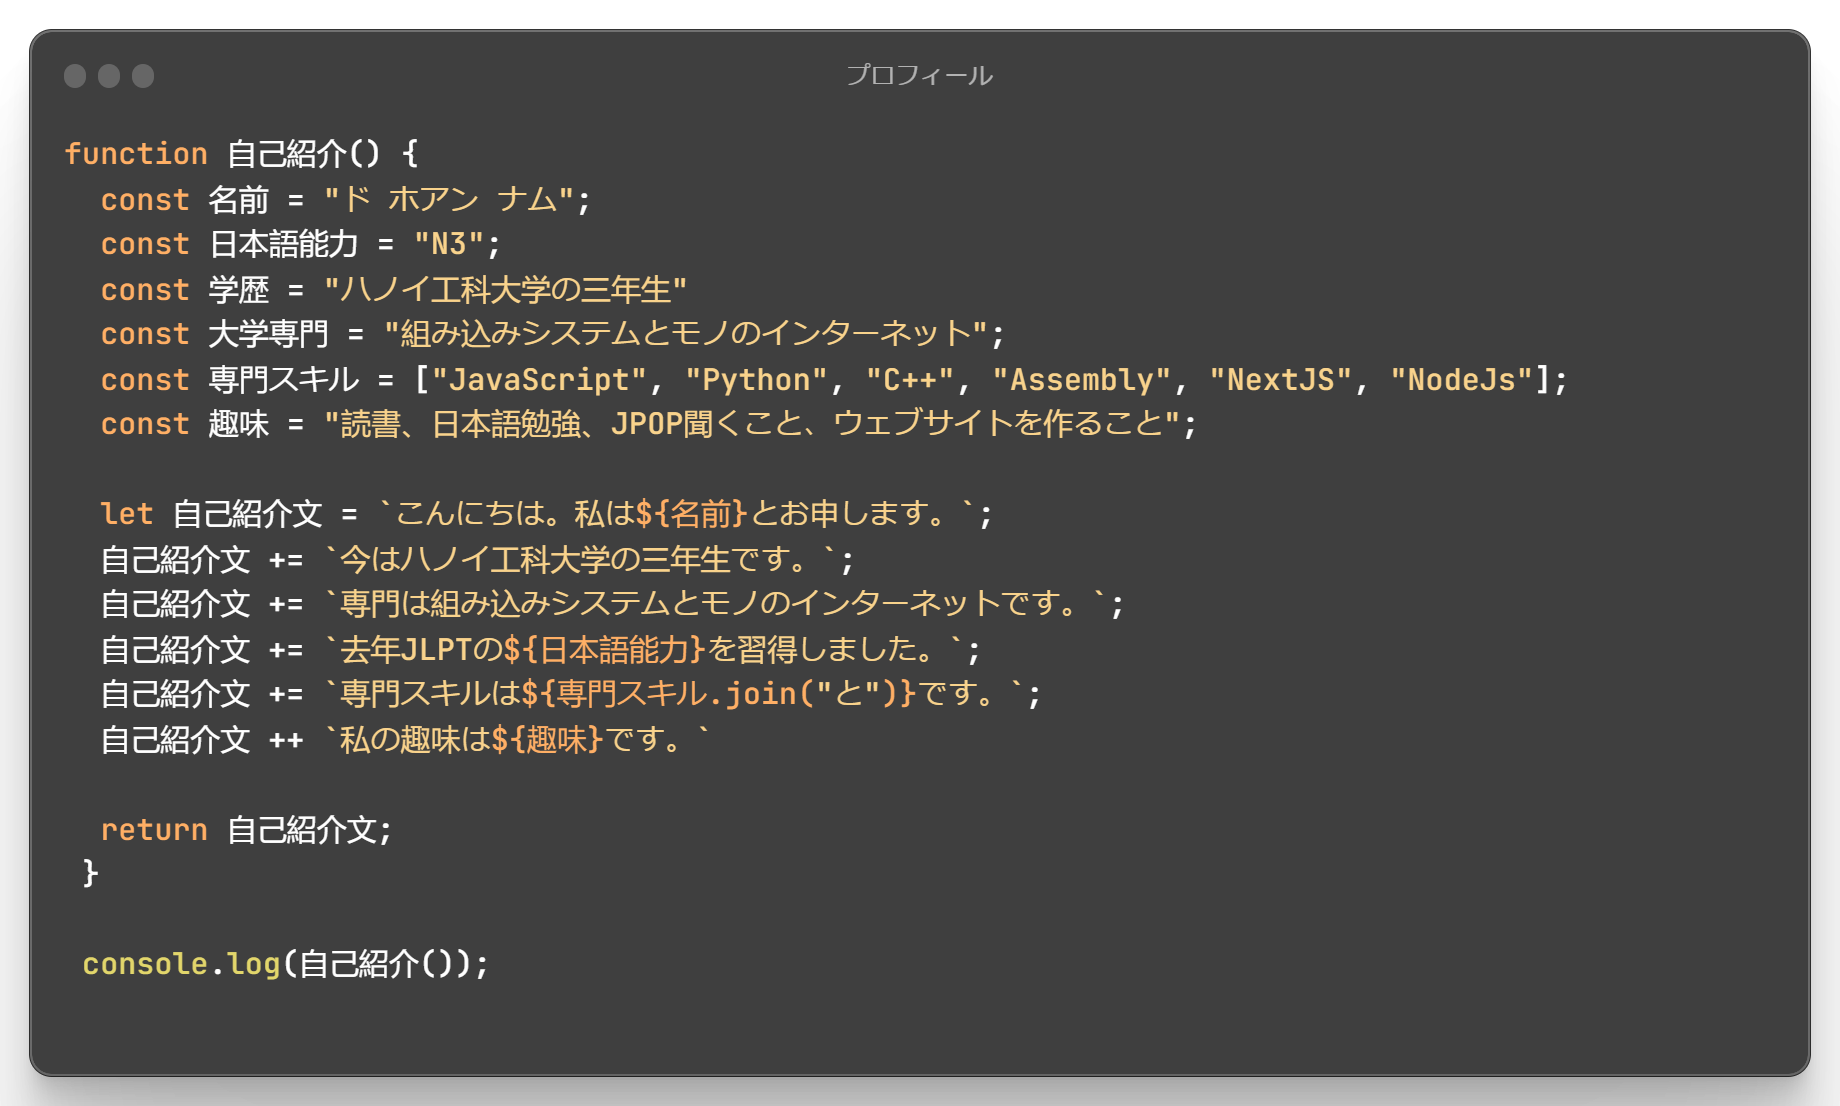 プロフィール
function 自己紹介() {
  const 名前 = "ド ホアン ナム";
  const 日本語能力 = "N3";
  const 学歴 = "ハノイ工科大学の三年生"
  const 大学専門 = "組み込みシステムとモノのインターネット";
  const 専門スキル = ["JavaScript", "Python", "C++", "Assembly", "NextJS", "NodeJs"];
  const 趣味 = "読書、日本語勉強、JPOP聞くこと、ウェブサイトを作ること";
  let 自己紹介文 = `こんにちは。私は${名前}とお申します。`;
  自己紹介文 += `今はハノイ工科大学の三年生です。`;
  自己紹介文 += `専門は組み込みシステムとモノのインターネットです。`;
  自己紹介文 += `去年JLPTの${日本語能力}を習得しました。`;
  自己紹介文 += `専門スキルは${専門スキル.join("と")}です。`;
  自己紹介文 ++ `私の趣味は${趣味}です。`
  return 自己紹介文;
 }
 console.log(自己紹介());